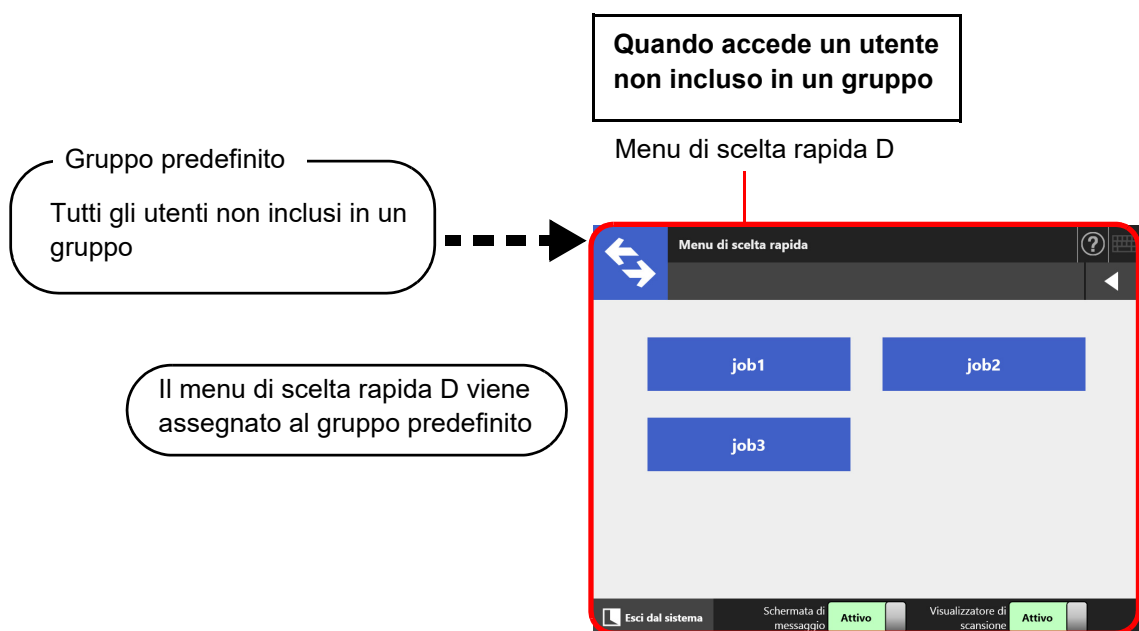 Quando accede un utente
non incluso in un gruppo
Menu di scelta rapida D
Gruppo predefinito
Tutti gli utenti non inclusi in un
gruppo
Il menu di scelta rapida D viene
assegnato al gruppo predefinito
Menu di scelta rapida
?
job1
job2
job3
Esci dal sistema
Schermata di
messaggio
Attivo
Visualizzatore di
scansione
Attivo